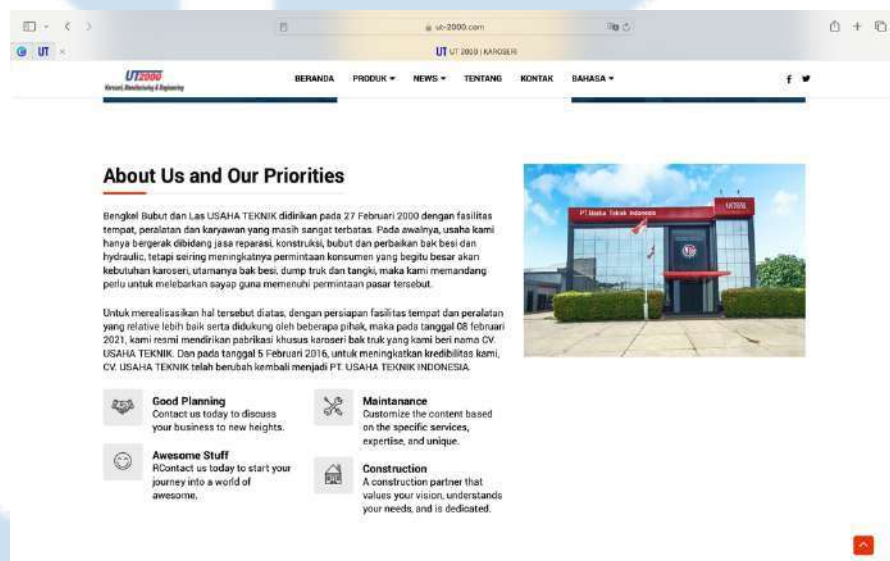 ut-2000.com
UT
UT UT 2000 | KAROSERI
UT2000
Karoseri, Manufacturing & Engineering
BERANDA PRODUK NEWS TENTANG KONTAK BAHASA
About Us and Our Priorities
Bengkel Bubut dan Las USAHA TEKNIK didirikan pada 27 Februari 2000 dengan fasilitas
tempat, peralatan dan karyawan yang masih sangat terbatas. Pada awalnya, usaha kami
hanya bergerak dibidang jasa reparasi, konstruksi, bubut dan perbaikan bak besi dan
hydraulic, tetapi seiring meningkatnya permintaan konsumen yang begitu besar akan
kebutuhan karoseri, utamanya bak besi, dump truk dan tangki, maka kami memandang
perlu untuk melebarkan sayap guna memenuhi permintaan pasar tersebut.
Untuk merealisasikan hal tersebut diatas, dengan persiapan fasilitas tempat dan peralatan
yang relative lebih baik serta didukung oleh beberapa pihak, maka pada tanggal 08 februari
2021, kami resmi mendirikan pabrikasi khusus karoseri bak truk yang kami beri nama CV.
USAHA TEKNIK. Dan pada tanggal 5 Februari 2016, untuk meningkatkan kredibilitas kami,
CV. USAHA TEKNIK telah berubah kembali menjadi PT. USAHA TEKNIK INDONESIA.
PT.Usaha Teknik Indonesia
UT2000
Good Planning
Contact us today to discuss
your business to new heights.
Maintanance
Customize the content based
on the specific services,
expertise, and unique.
Awesome Stuff
RContact us today to start your
journey into a world of
awesome,
Construction
A construction partner that
values your vision, understands
your needs, and is dedicated.